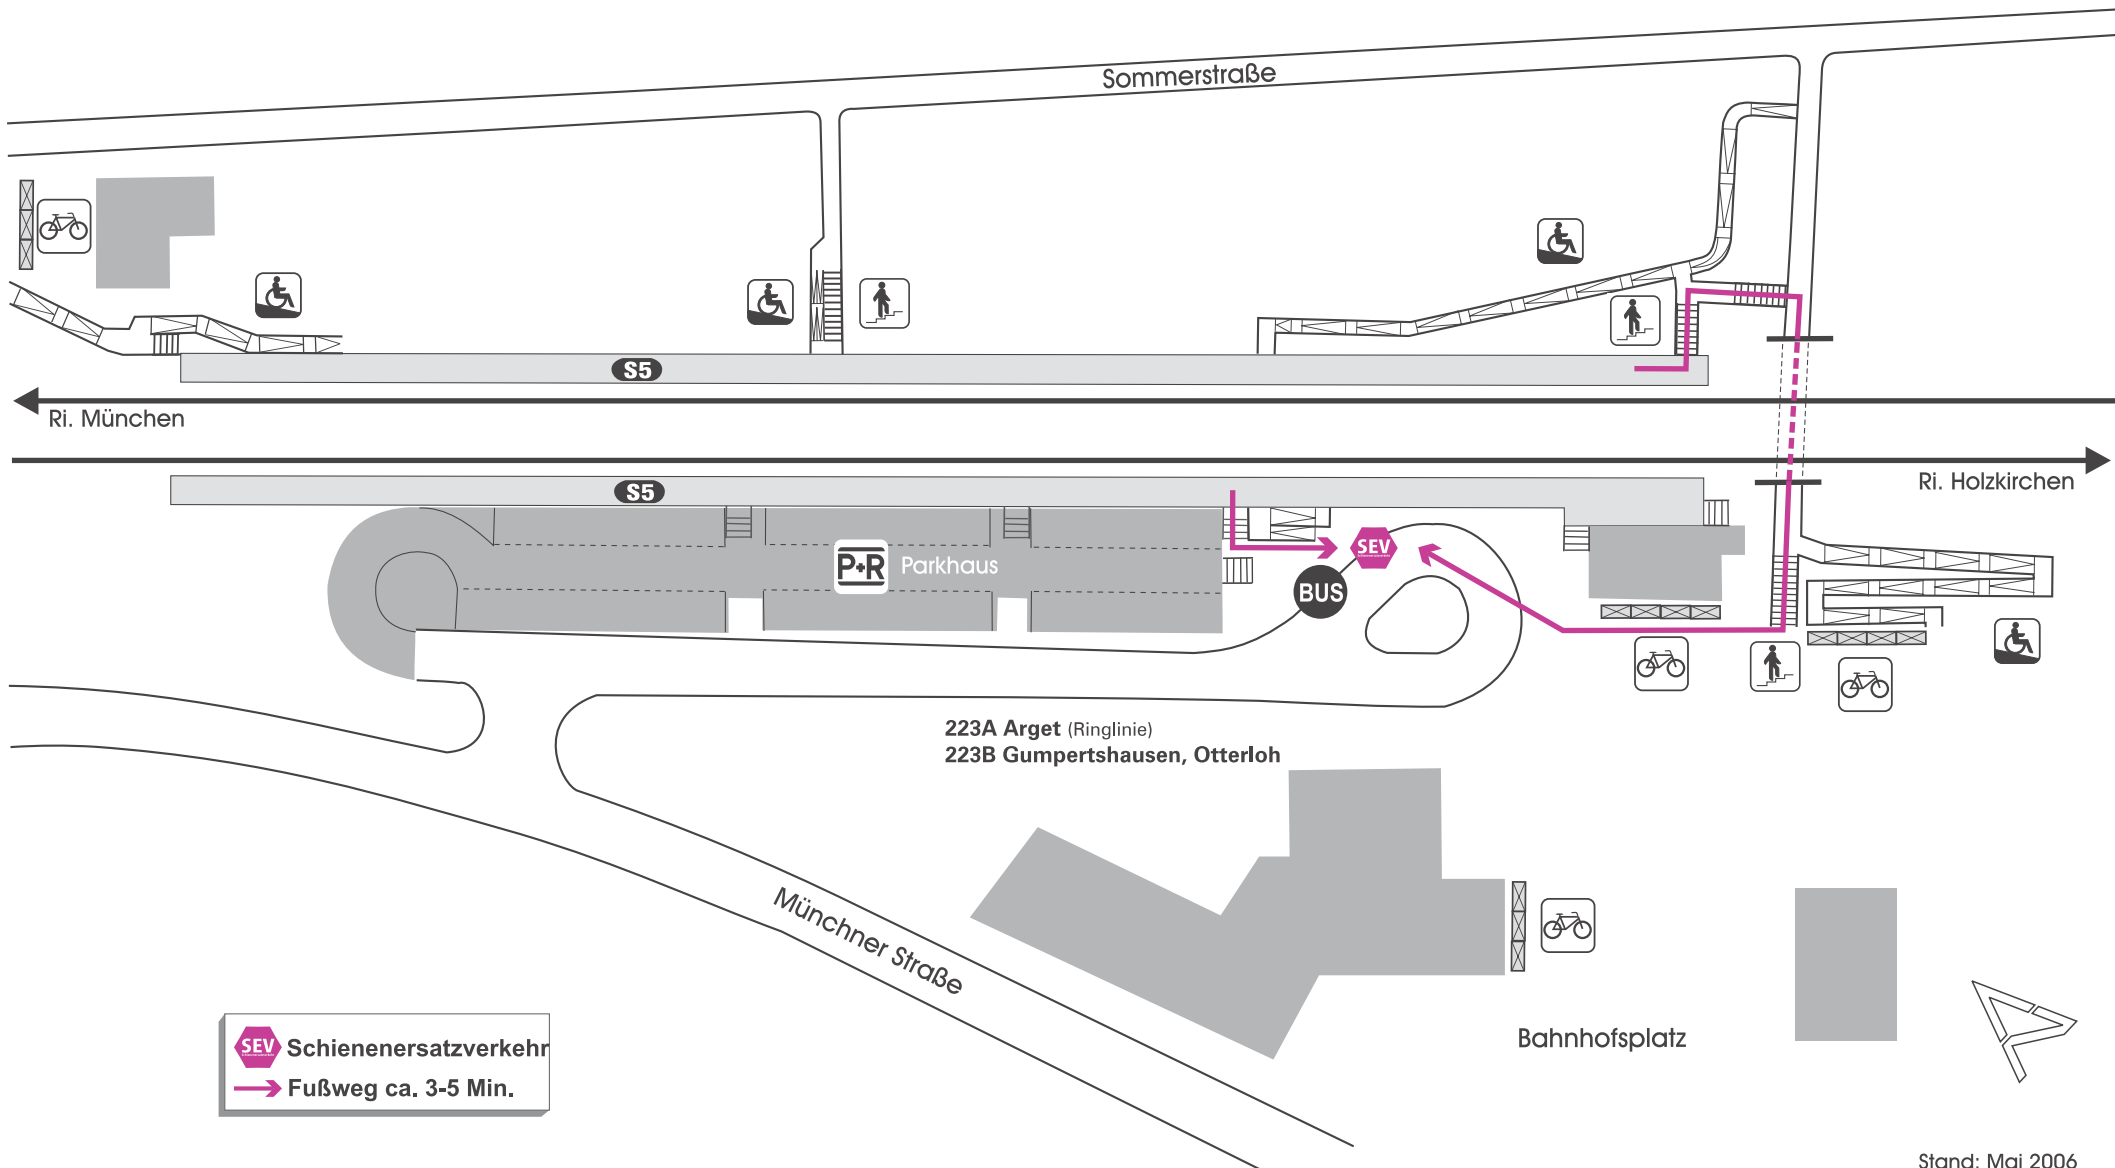 Sommerstraße
S5
Ri. München
Ri. Holzkirchen
S5
SEV
P+R Parkhaus
BUS
223A Arget (Ringlinie)
223B Gumpertshausen, Otterloh
Münchner Straße
Bahnhofsplatz
SEV Schienenersatzverkehr
Fußweg ca. 3-5 Min.
Stand: Mai 2006